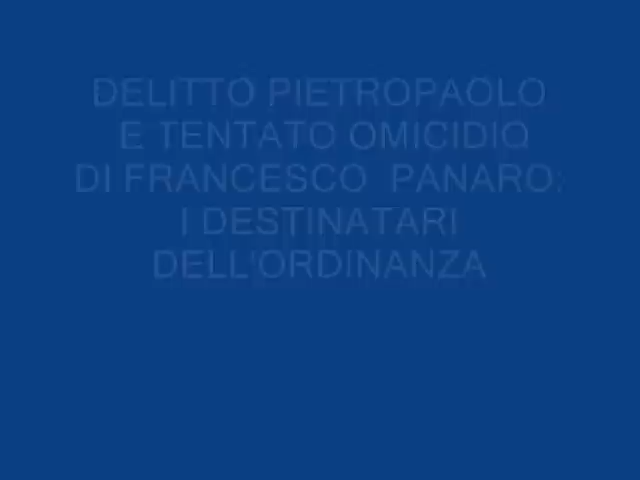 DELITTO PIETROPAOLO
E TENTATO OMICIDIO
DI FRANCESCO PANARO:
I DESTINATARI
DELL'ORDINANZA